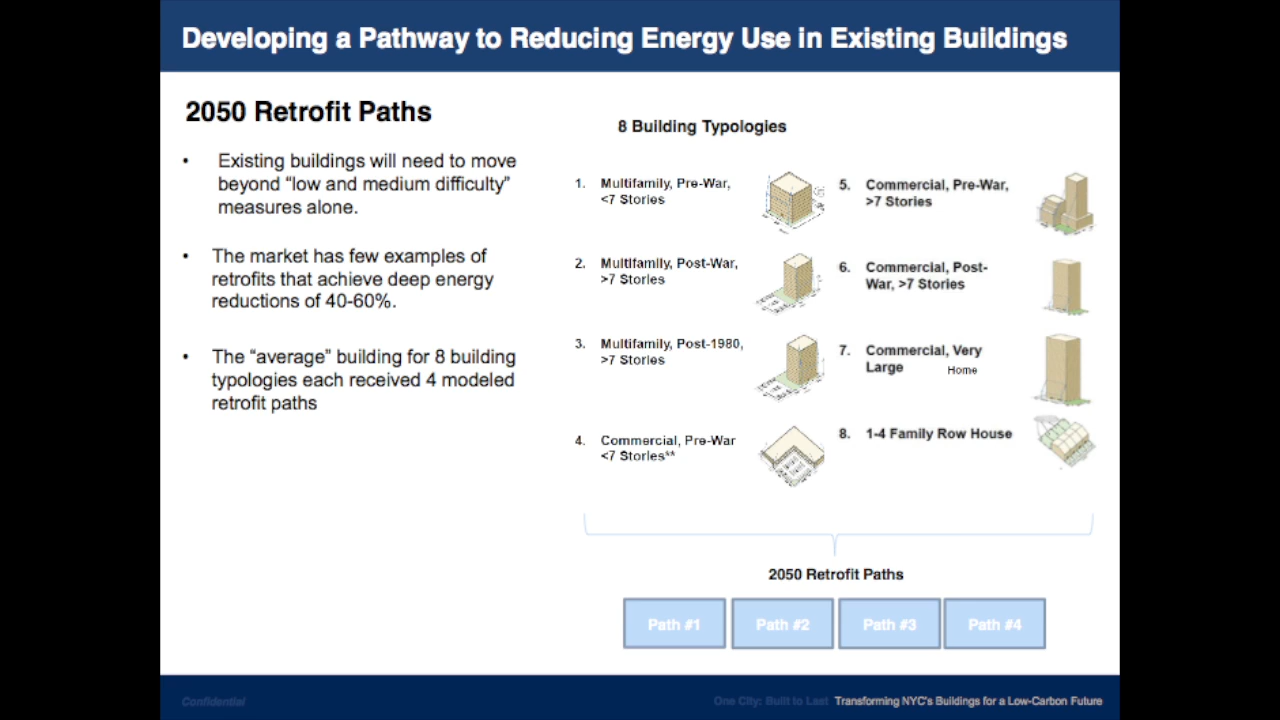 Developing a Pathway to Reducing Energy Use in Existing Buildings
2050 Retrofit Paths
• Existing buildings will need to move
beyond “low and medium difficulty”
measures alone.
• The market has few examples of
retrofits that achieve deep energy
reductions of 40-60%.
• The “average” building for 8 building
typologies each received 4 modeled
retrofit paths
8 Building Typologies
1. Multifamily, Pre-War,
<7 Stories
2. Multifamily, Post-War,
>7 Stories
3. Multifamily, Post-1980,
>7 Stories
4. Commercial, Pre-War
<7 Stories**
5. Commercial, Pre-War,
>7 Stories
6. Commercial, Post-
War, >7 Stories
7. Commercial, Very
Large
Home
8. 1-4 Family Row House
2050 Retrofit Paths
Path #1 Path #2 Path #3 Path #4
Confidential
One City: Built to Last Transforming NYC's Buildings for a Low-Carbon Future